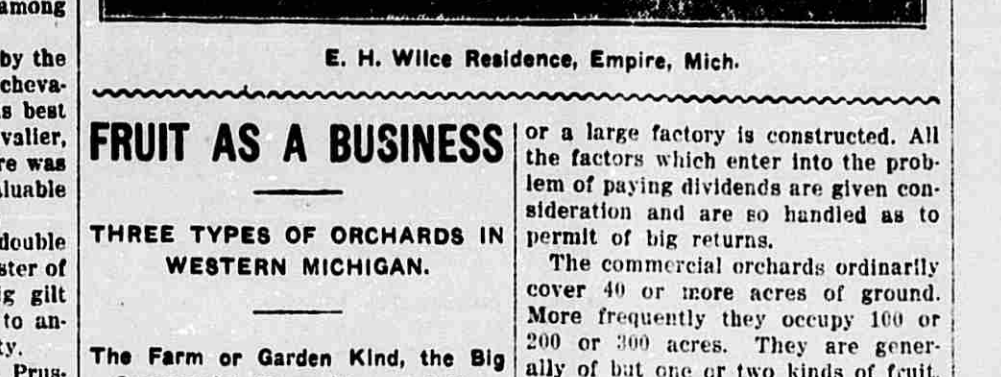 among
by the
cheva-
s best
valier,
re was
luable
double
ster of
ig gilt
to an-
ty.
Prus-
E. H. Wilce Residence, Empire, Mich.
FRUIT AS A BUSINESS
THREE TYPES OF ORCHARDS IN
WESTERN MICHIGAN.
The Farm or Garden Kind, the Big
or a large factory is constructed. All
the factors which enter into the prob-
lem of paying dividends are given con-
sideration and are so handled as to
permit of big returns.
The commercial orchards ordinarily
cover 40 or more acres of ground.
More frequently they occupy 100 or
200 or 300 acres. They are gener-
ally of but one or two kinds of fruit.